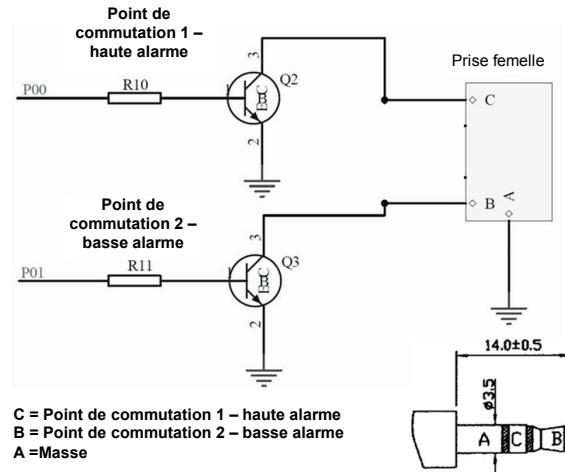 Point de
commutation 1 –
haute alarme
Prise femelle
3
P00
R10
1
B C E
Q2
C
2
Point de
commutation 2 –
basse alarme
B
A
3
P01
R11
1
B C E
Q3
2
14.0±0.5
ø3.5
A
C
B
C = Point de commutation 1 – haute alarme
B = Point de commutation 2 – basse alarme
A =Masse